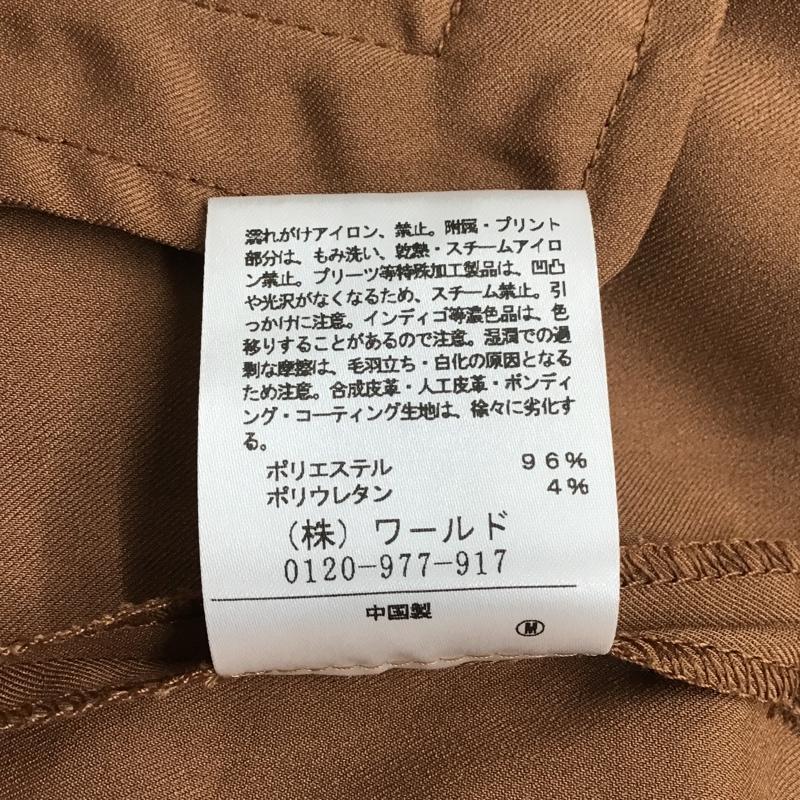 濡れがけアイロン、禁止。附属・プリント
部分は、もみ洗い、乾熱・スチームアイロ
ン禁止。プリーツ等特殊加工製品は、凹凸
や光沢がなくなるため、スチーム禁止。引
っかけに注意。インディゴ等濃色品は、色
移りすることがあるので注意。湿潤での過
剰な摩擦は、毛羽立ち・白化の原因となる
ため注意。合成皮革・人工皮革・ボンディ
ング・コーティング生地は、徐々に劣化す
る。
ポリエステル 96%
ポリウレタン 4%
（株）ワールド
0120-977-917
中国製
M